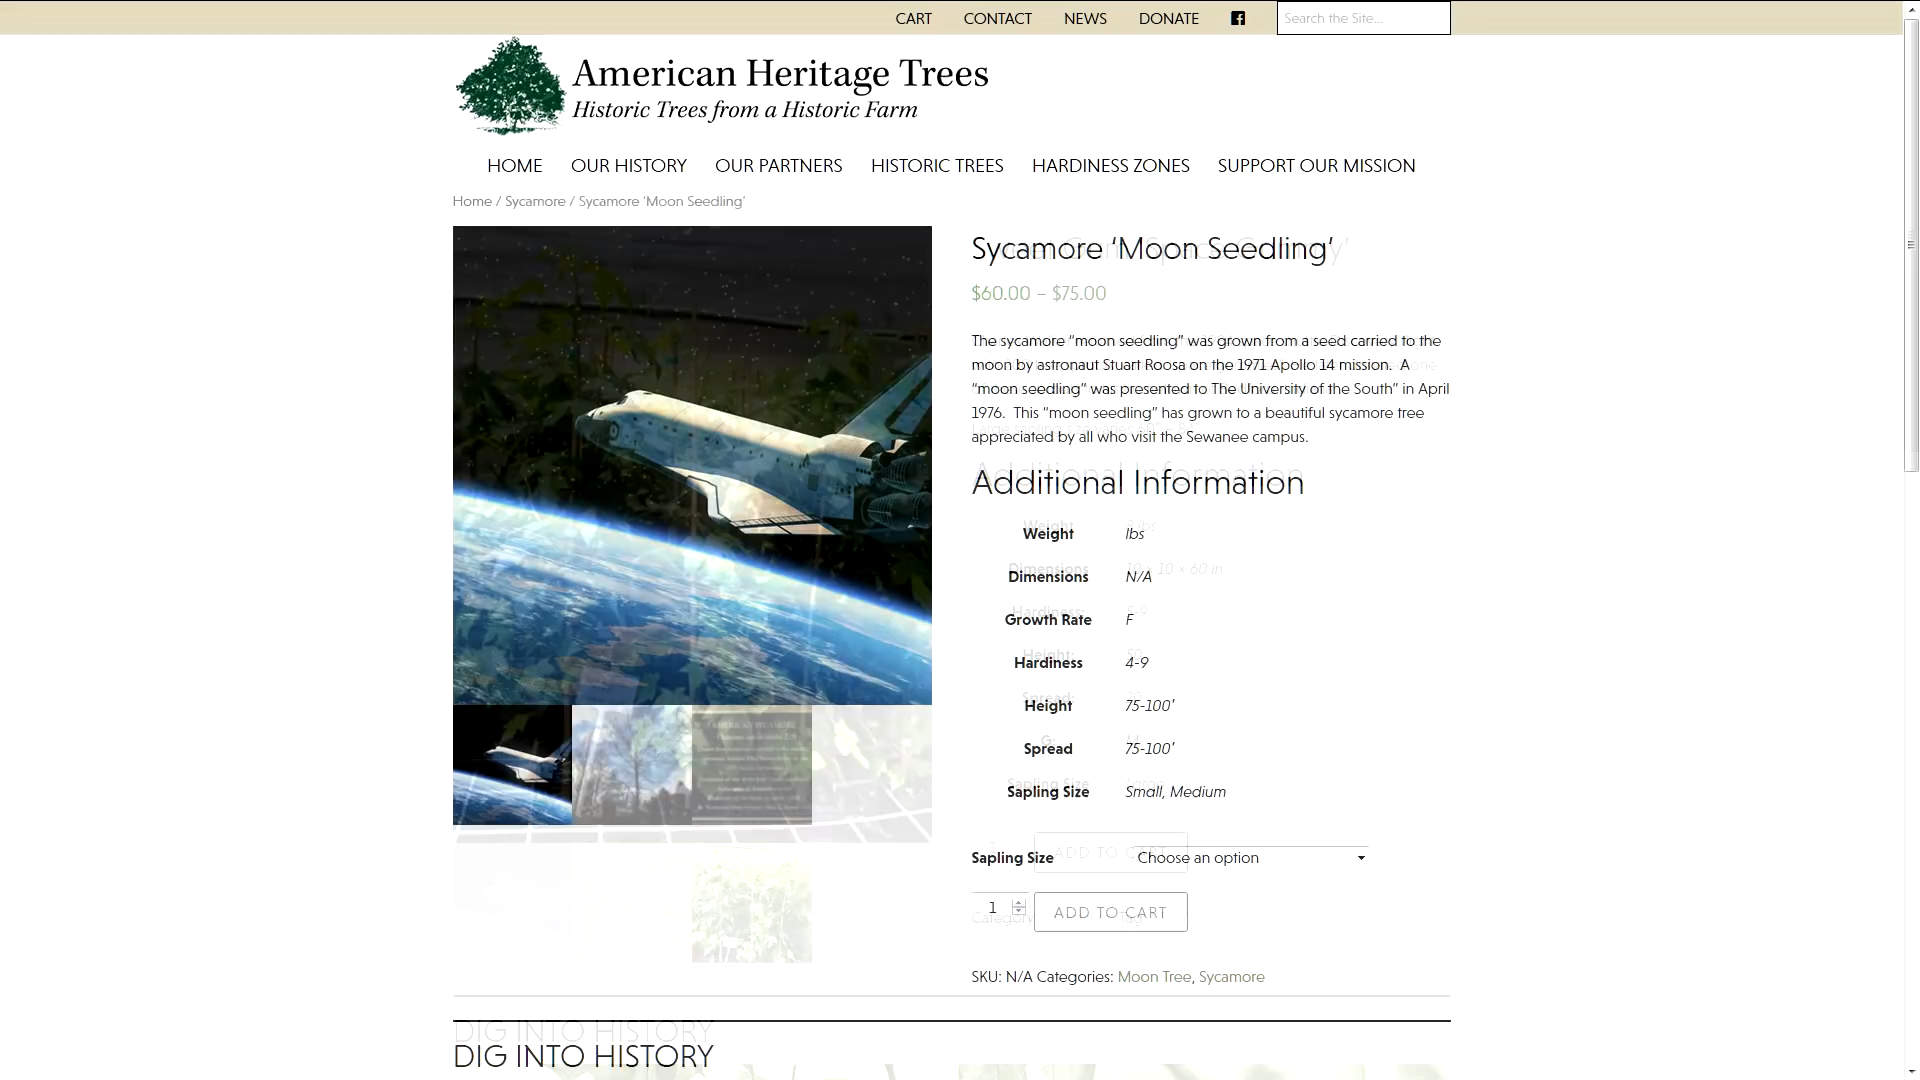 CART CONTACT NEWS DONATE Search the Site...
American Heritage Trees
Historic Trees from a Historic Farm
HOME OUR HISTORY OUR PARTNERS HISTORIC TREES HARDINESS ZONES SUPPORT OUR MISSION
Home / Sycamore / Sycamore ‘Moon Seedling’
Sycamore ‘Moon Seedling’
$60.00 – $75.00
The sycamore “moon seedling” was grown from a seed carried to the
moon by astronaut Stuart Roosa on the 1971 Apollo 14 mission. A
“moon seedling” was presented to The University of the South” in April
1976. This “moon seedling” has grown to a beautiful sycamore tree
appreciated by all who visit the Sewanee campus.
Additional Information
Weight lbs
Dimensions N/A
Growth Rate F
Hardiness 4-9
Height 75-100'
Spread 75-100'
Sapling Size Small, Medium
Sapling Size Choose an option
1 ADD TO CART
SKU: N/A Categories: Moon Tree, Sycamore
DIG INTO HISTORY